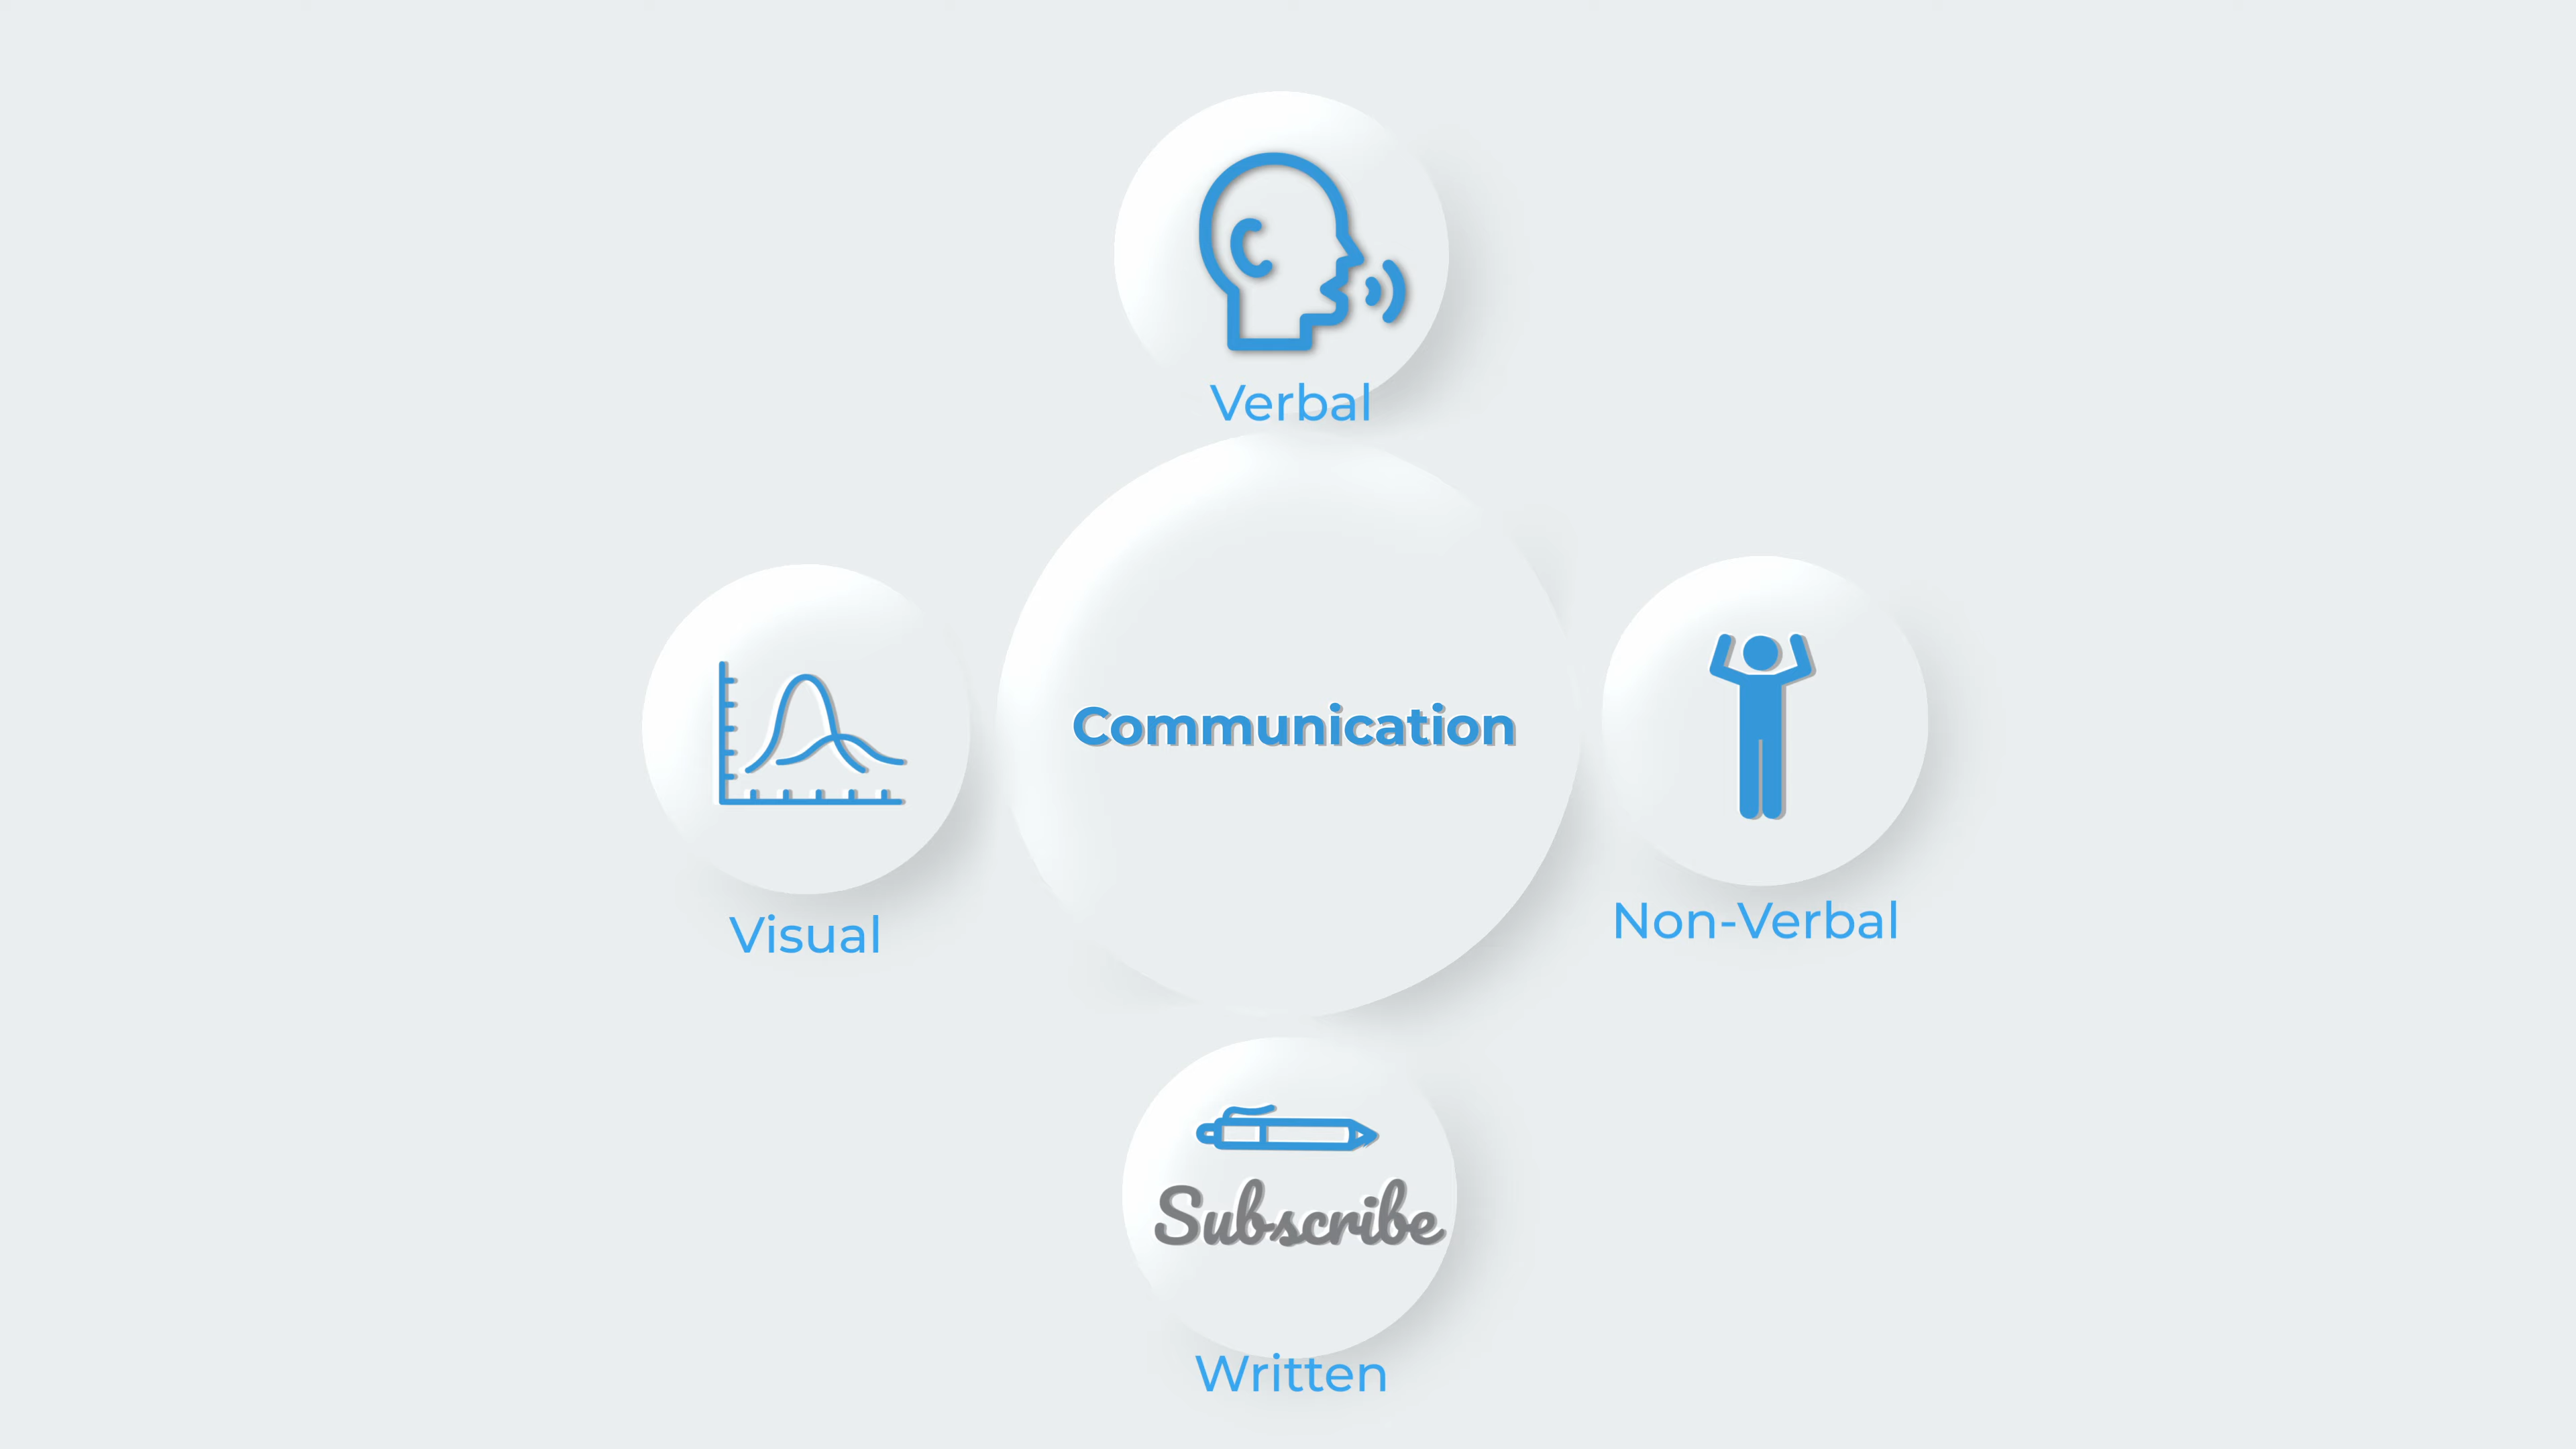 Verbal
Communication
Visual
Non-Verbal
Subscribe
Written